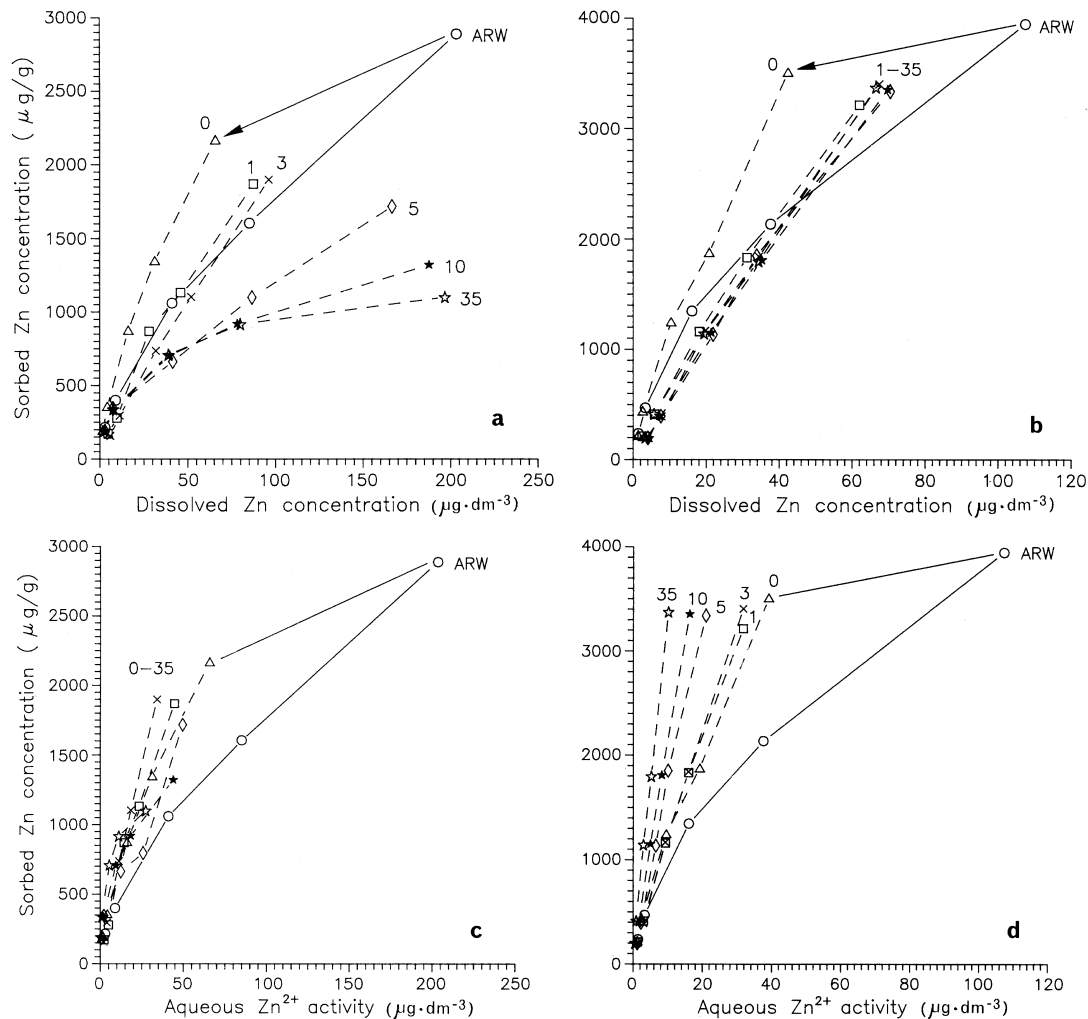 3000
2500
2000
1500
1000
500
0
Sorbed Zn concentration ( μg/g)
ARW
0
1
3
5
10
35
a
0 50 100 150 200 250
Dissolved Zn concentration (μg·dm⁻³)
4000
3000
2000
1000
0
ARW
0
1–35
b
0 20 40 60 80 100 120
Dissolved Zn concentration (μg·dm⁻³)
3000
2500
2000
1500
1000
500
0
Sorbed Zn concentration ( μg/g)
ARW
0–35
c
0 50 100 150 200 250
Aqueous Zn²⁺ activity (μg·dm⁻³)
4000
3000
2000
1000
0
ARW
35 10 5 3 1 0
d
0 20 40 60 80 100 120
Aqueous Zn²⁺ activity (μg·dm⁻³)